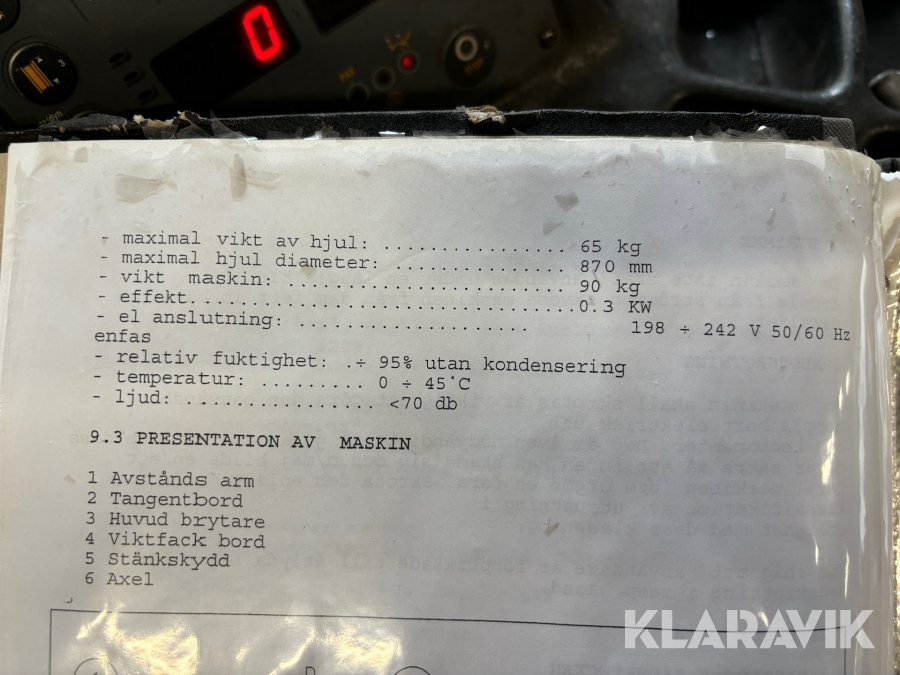 0
- maximal vikt av hjul: ................ 65 kg
- maximal hjul diameter: ............... 870 mm
- vikt maskin: ......................... 90 kg
- effekt...............................0.3 KW
- el anslutning: .................... 198 ÷ 242 V 50/60 Hz
enfas
- relativ fuktighet: .÷ 95% utan kondensering
- temperatur: ......... 0 ÷ 45°C
- ljud: ................. <70 db
9.3 PRESENTATION AV MASKIN
1 Avstånds arm
2 Tangentbord
3 Huvud brytare
4 Viktfack bord
5 Stänkskydd
6 Axel
KLARAVIK